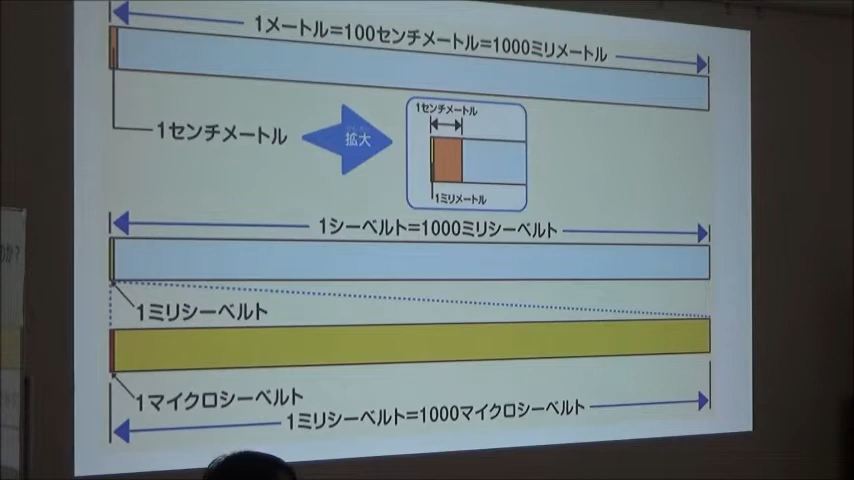 1メートル=100センチメートル=1000ミリメートル
1センチメートル
拡大
1センチメートル
1ミリメートル
1シーベルト=1000ミリシーベルト
1ミリシーベルト
1マイクロシーベルト
1ミリシーベルト=1000マイクロシーベルト
のか?